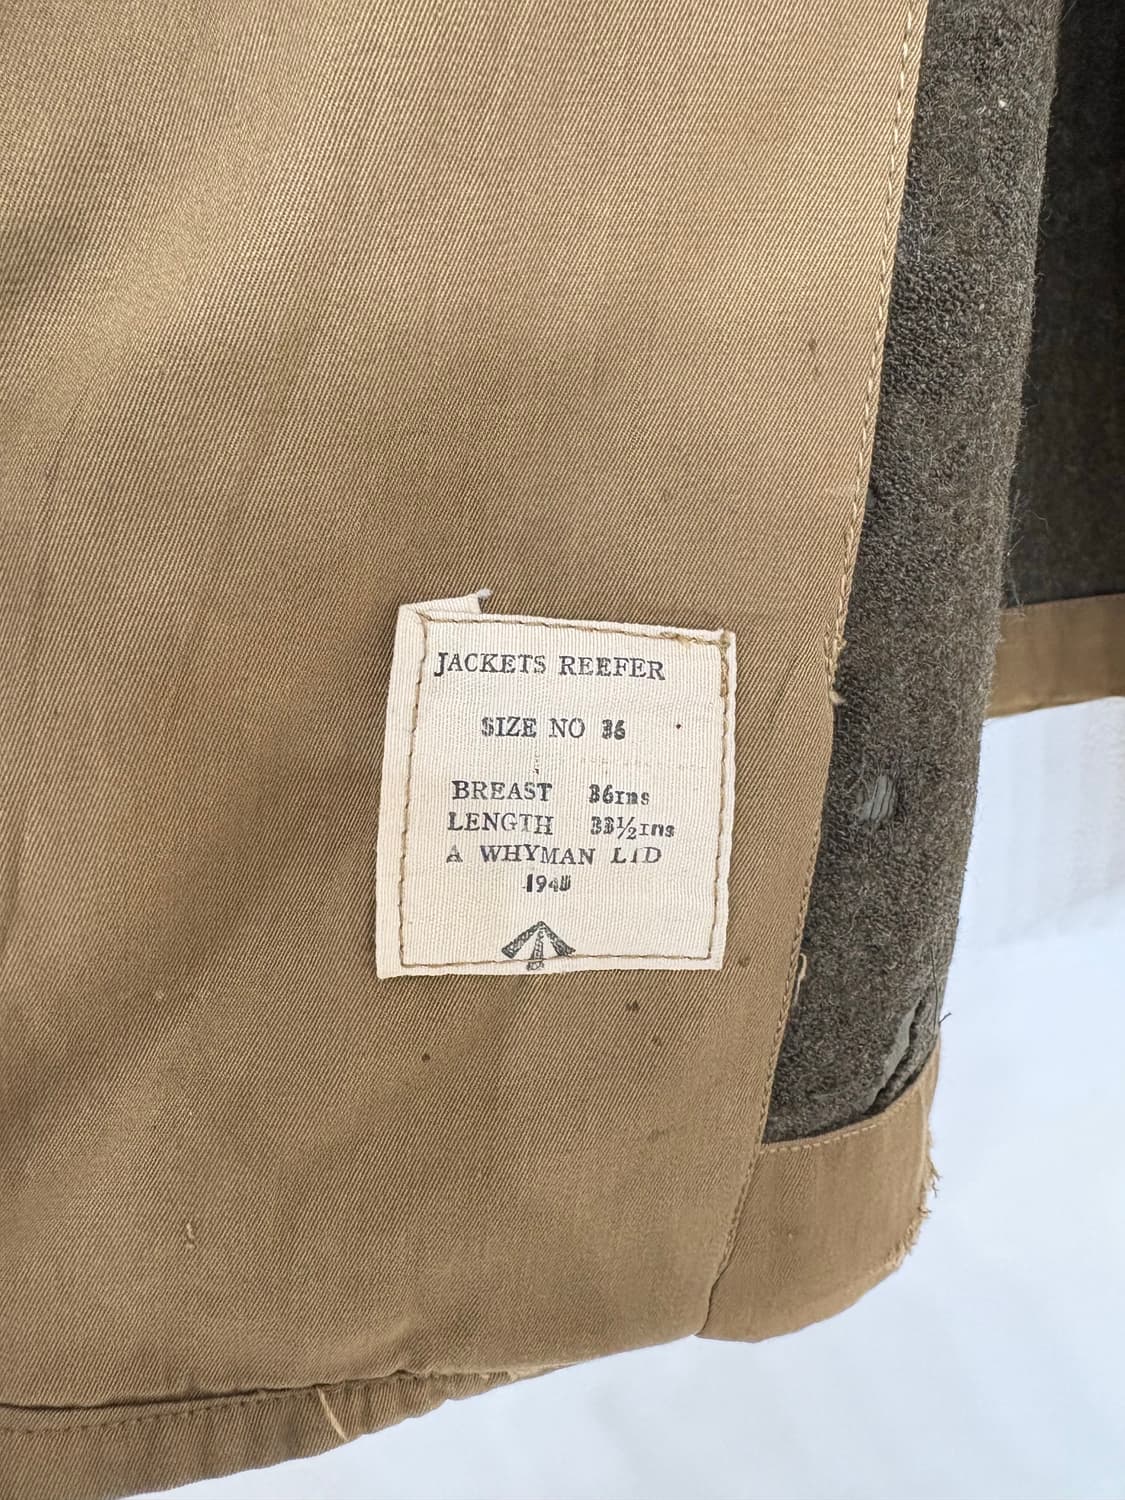 JACKETS REEFER
SIZE NO 36
BREAST 36ins
LENGTH 33½ins
A WHYMAN LTD